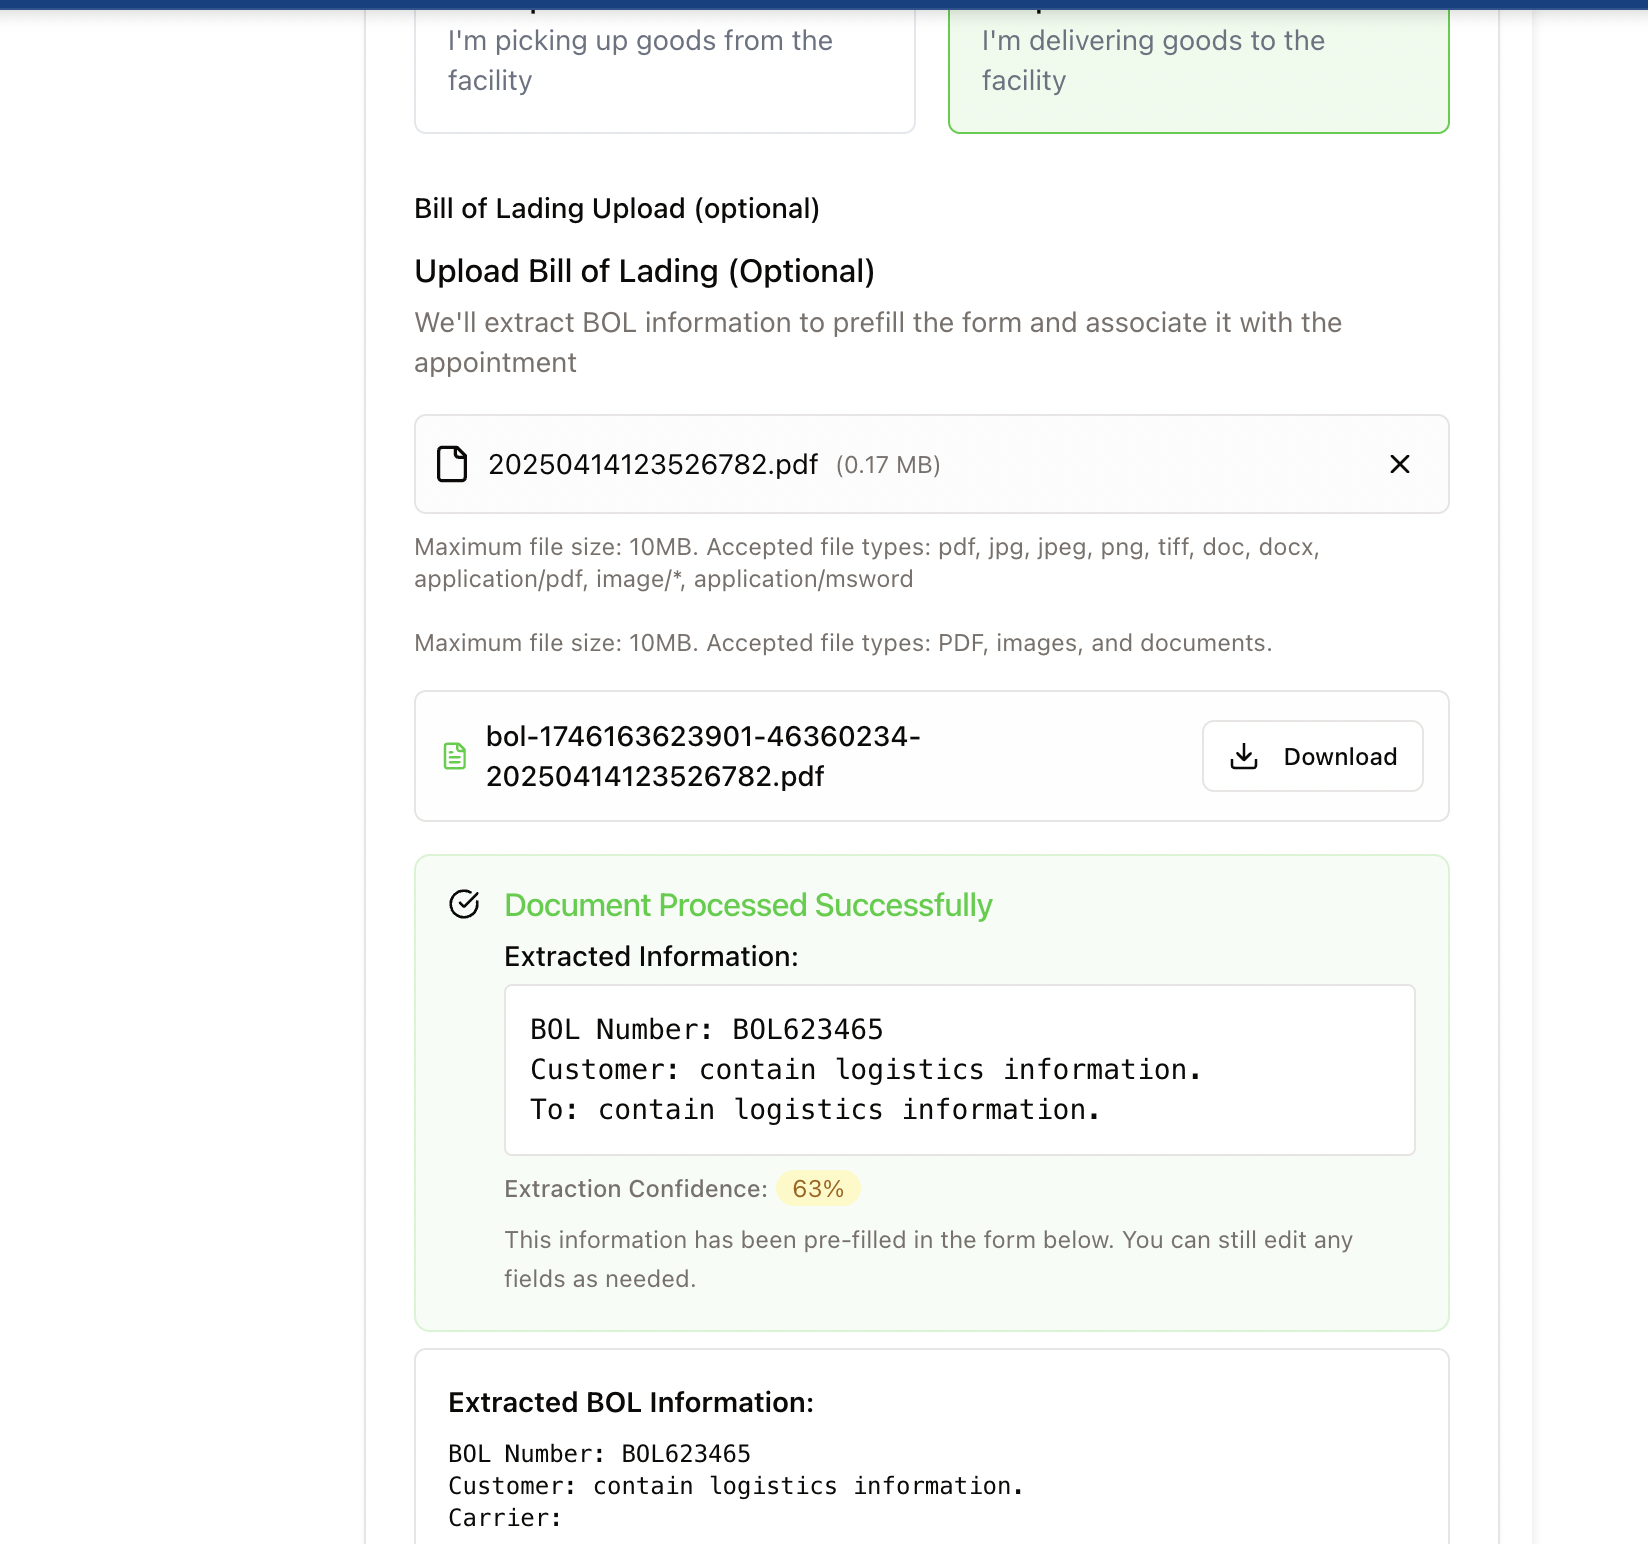 I'm picking up goods from the
facility
I'm delivering goods to the
facility
Bill of Lading Upload (optional)
Upload Bill of Lading (Optional)
We'll extract BOL information to prefill the form and associate it with the
appointment
20250414123526782.pdf (0.17 MB)
Maximum file size: 10MB. Accepted file types: pdf, jpg, jpeg, png, tiff, doc, docx,
application/pdf, image/*, application/msword
Maximum file size: 10MB. Accepted file types: PDF, images, and documents.
bol-1746163623901-46360234-
20250414123526782.pdf
Download
Document Processed Successfully
Extracted Information:
BOL Number: BOL623465
Customer: contain logistics information.
To: contain logistics information.
Extraction Confidence: 63%
This information has been pre-filled in the form below. You can still edit any
fields as needed.
Extracted BOL Information:
BOL Number: BOL623465
Customer: contain logistics information.
Carrier: